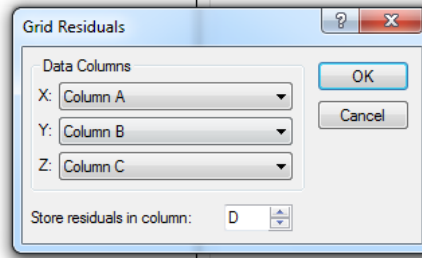 Grid Residuals
Data Columns
X: Column A
OK
Y: Column B
Cancel
Z: Column C
Store residuals in column: D